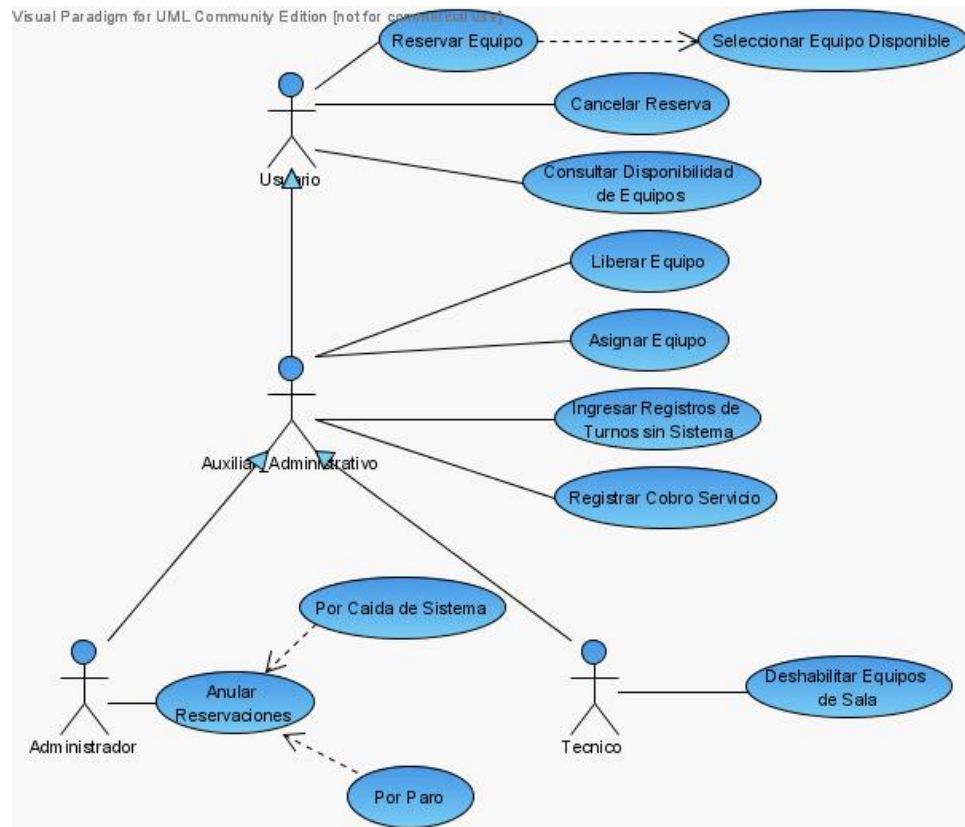 Visual Paradigm for UML Community Edition [not for commercial use]
Reservar Equipo
Seleccionar Equipo Disponible
Cancelar Reserva
Usuario
Consultar Disponibilidad
de Equipos
Liberar Equipo
Asignar Eqiupo
Ingresar Registros de
Turnos sin Sistema
Auxiliar_Administrativo
Registrar Cobro Servicio
Por Caida de Sistema
Anular
Reservaciones
Deshabilitar Equipos
de Sala
Administrador
Tecnico
Por Paro